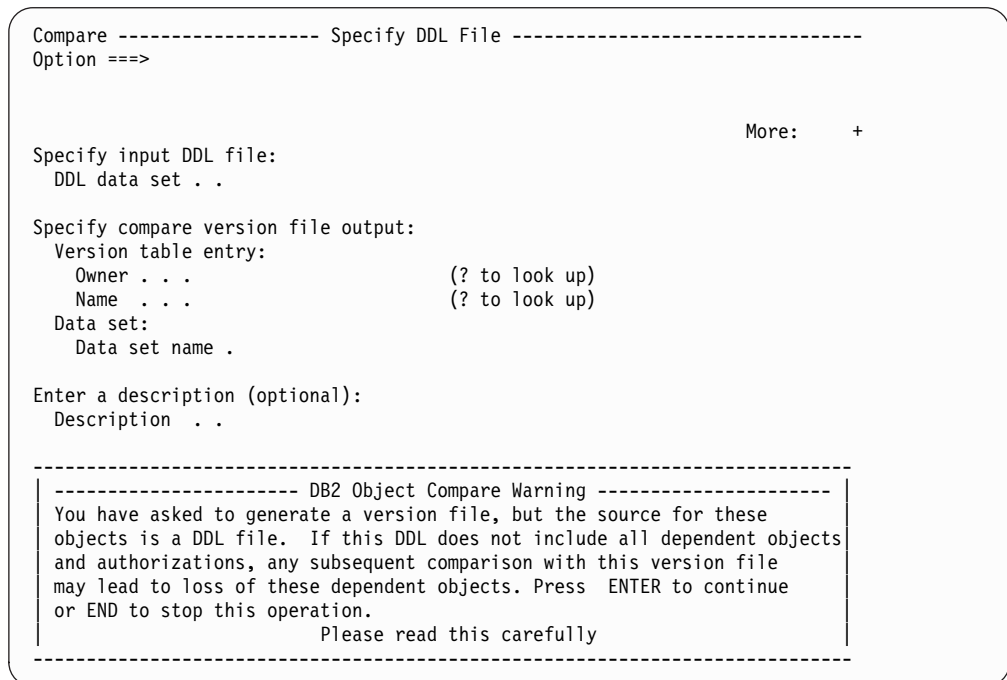 Compare ------------------- Specify DDL File ---------------------------------
Option ===>
More:     +
Specify input DDL file:
  DDL data set . .
Specify compare version file output:
  Version table entry:
    Owner . . .                        (? to look up)
    Name  . . .                        (? to look up)
  Data set:
    Data set name .
Enter a description (optional):
  Description  . .
-----------------------------------------------------------------------------
| ----------------------- DB2 Object Compare Warning ---------------------- |
| You have asked to generate a version file, but the source for these       |
| objects is a DDL file.  If this DDL does not include all dependent objects|
| and authorizations, any subsequent comparison with this version file      |
| may lead to loss of these dependent objects. Press  ENTER to continue     |
| or END to stop this operation.                                            |
|                          Please read this carefully                       |
-----------------------------------------------------------------------------